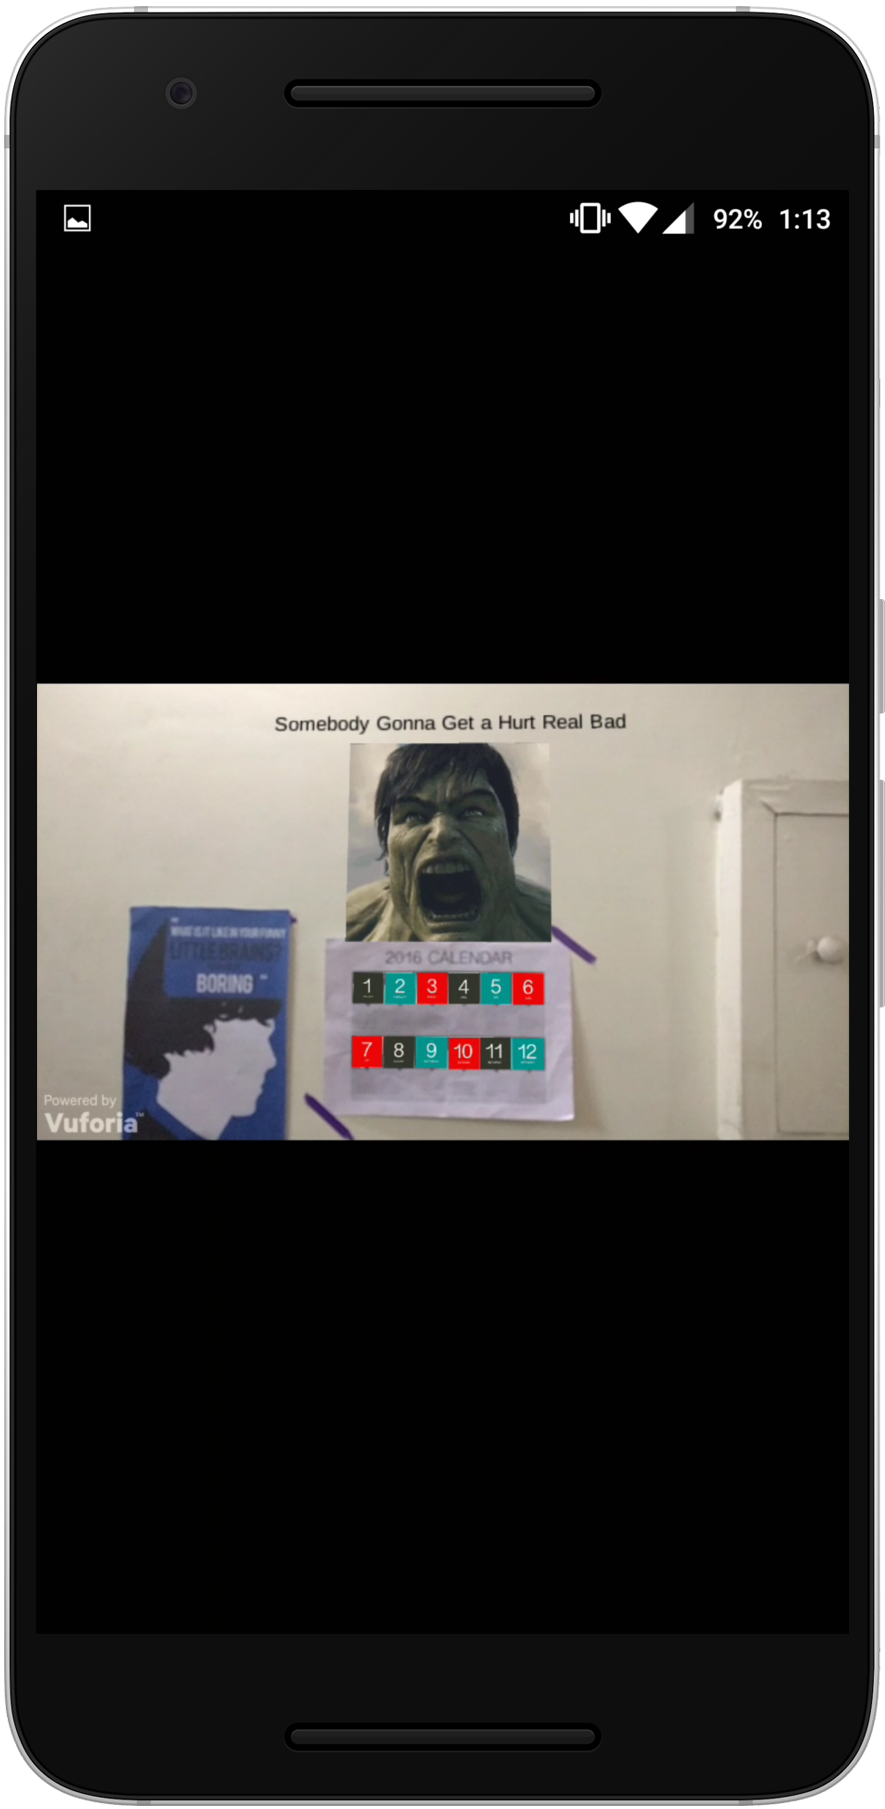 92% 1:13
Somebody Gonna Get a Hurt Real Bad
WHAT IS IT LIKE IN YOUR FUNNY
LITTLE BRAINS?
BORING
2016 CALENDAR
1 2 3 4 5 6
7 8 9 10 11 12
Powered by
Vuforia™